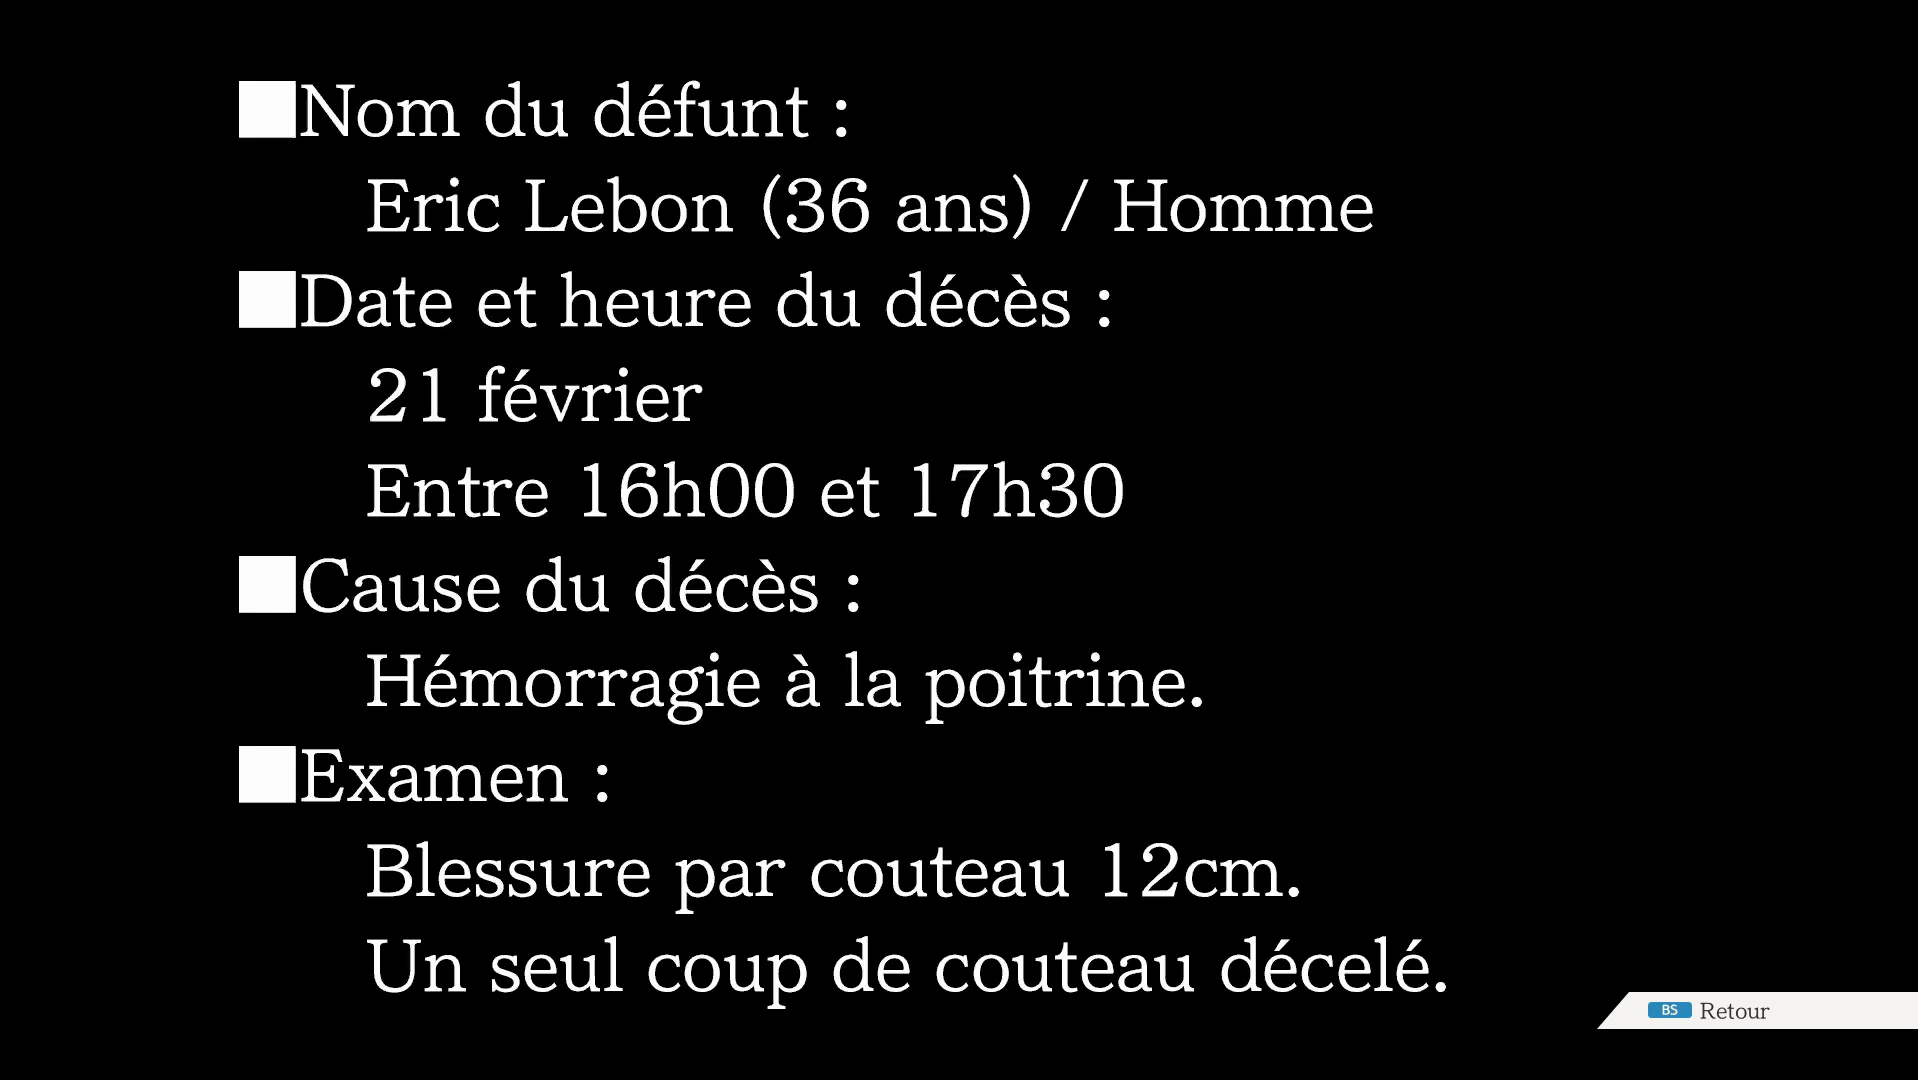 ■Nom du défunt :
Eric Lebon (36 ans) / Homme
■Date et heure du décès :
21 février
Entre 16h00 et 17h30
■Cause du décès :
Hémorragie à la poitrine.
■Examen :
Blessure par couteau 12cm.
Un seul coup de couteau décelé.
BS Retour